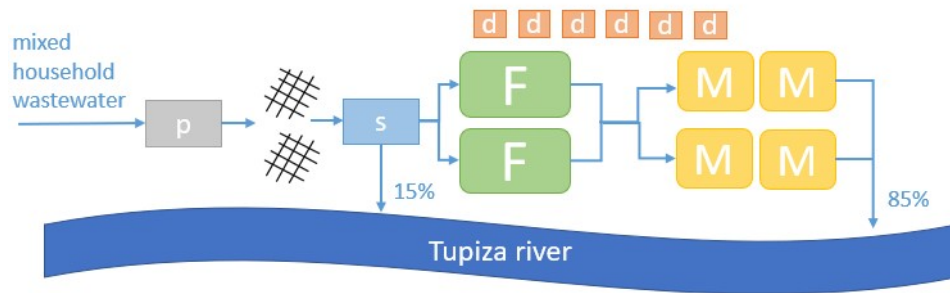 d d d d d d
mixed
household
wastewater
p
s
F
F
M M
M M
15%
85%
Tupiza river